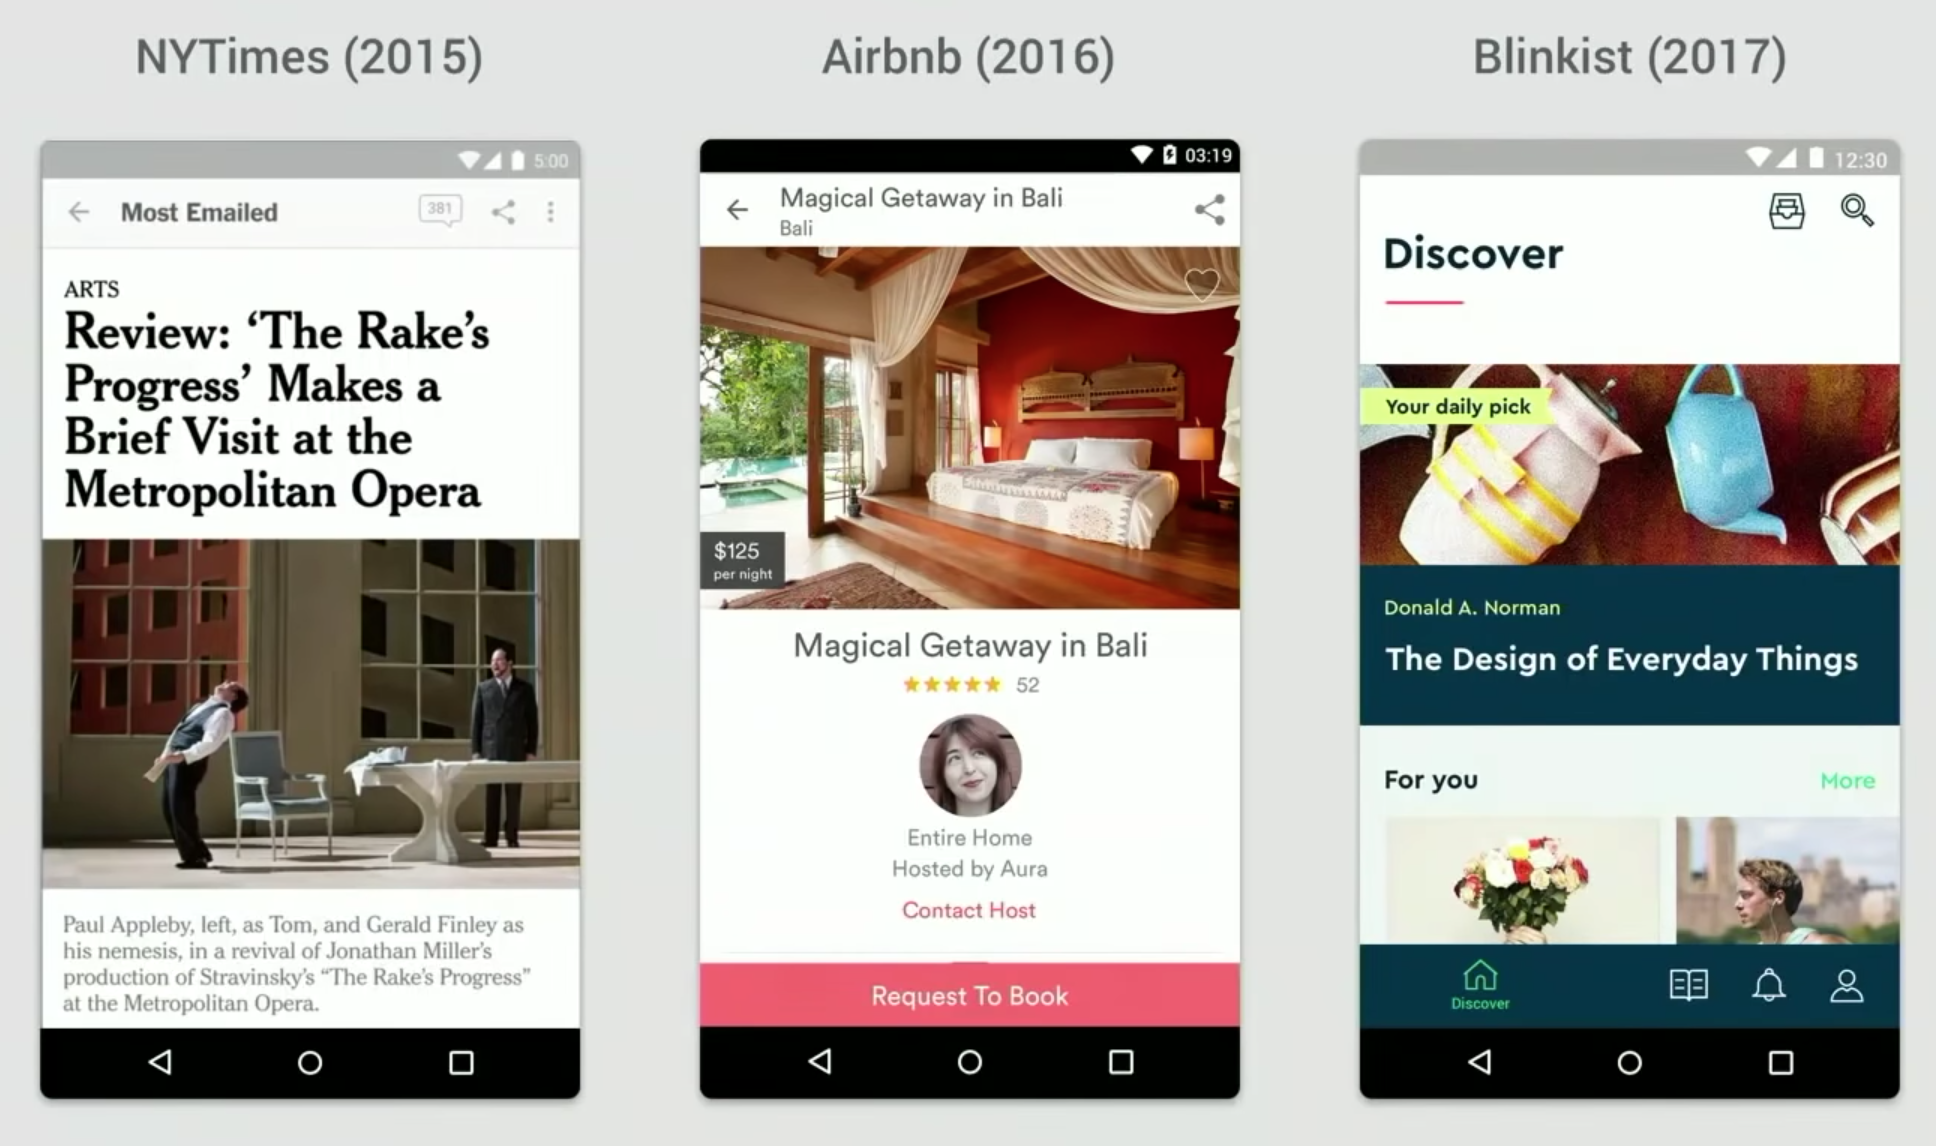 NYTimes (2015)
5:00
Most Emailed
381
ARTS
Review: ‘The Rake’s
Progress’ Makes a
Brief Visit at the
Metropolitan Opera
Paul Appleby, left, as Tom, and Gerald Finley as
his nemesis, in a revival of Jonathan Miller’s
production of Stravinsky’s “The Rake’s Progress”
at the Metropolitan Opera.
Airbnb (2016)
03:19
Magical Getaway in Bali
Bali
$125
per night
Magical Getaway in Bali
52
Entire Home
Hosted by Aura
Contact Host
Request To Book
Blinkist (2017)
12:30
Discover
Your daily pick
Donald A. Norman
The Design of Everyday Things
For you
More
Discover